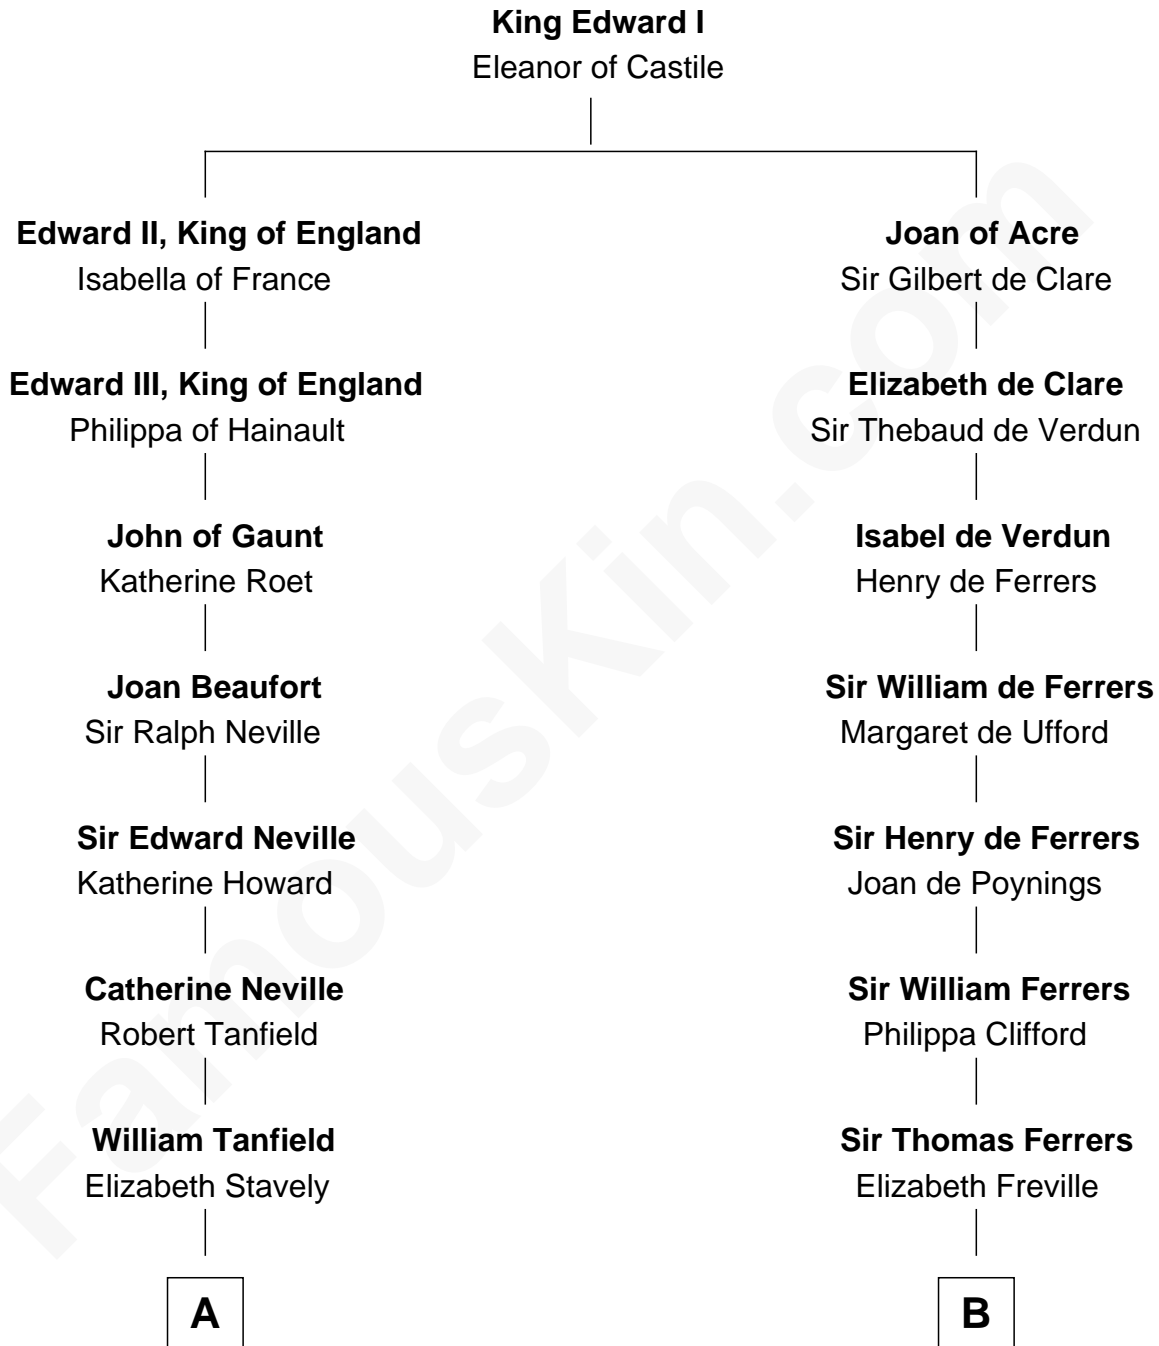 King Edward I
Eleanor of Castile
Edward II, King of England
Isabella of France
Joan of Acre
Sir Gilbert de Clare
Edward III, King of England
Philippa of Hainault
Elizabeth de Clare
Sir Thebaud de Verdun
John of Gaunt
Katherine Roet
Isabel de Verdun
Henry de Ferrers
Joan Beaufort
Sir Ralph Neville
Sir William de Ferrers
Margaret de Ufford
Sir Edward Neville
Katherine Howard
Sir Henry de Ferrers
Joan de Poynings
Catherine Neville
Robert Tanfield
Sir William Ferrers
Philippa Clifford
William Tanfield
Elizabeth Stavely
Sir Thomas Ferrers
Elizabeth Freville
A
B
FamousKin.com